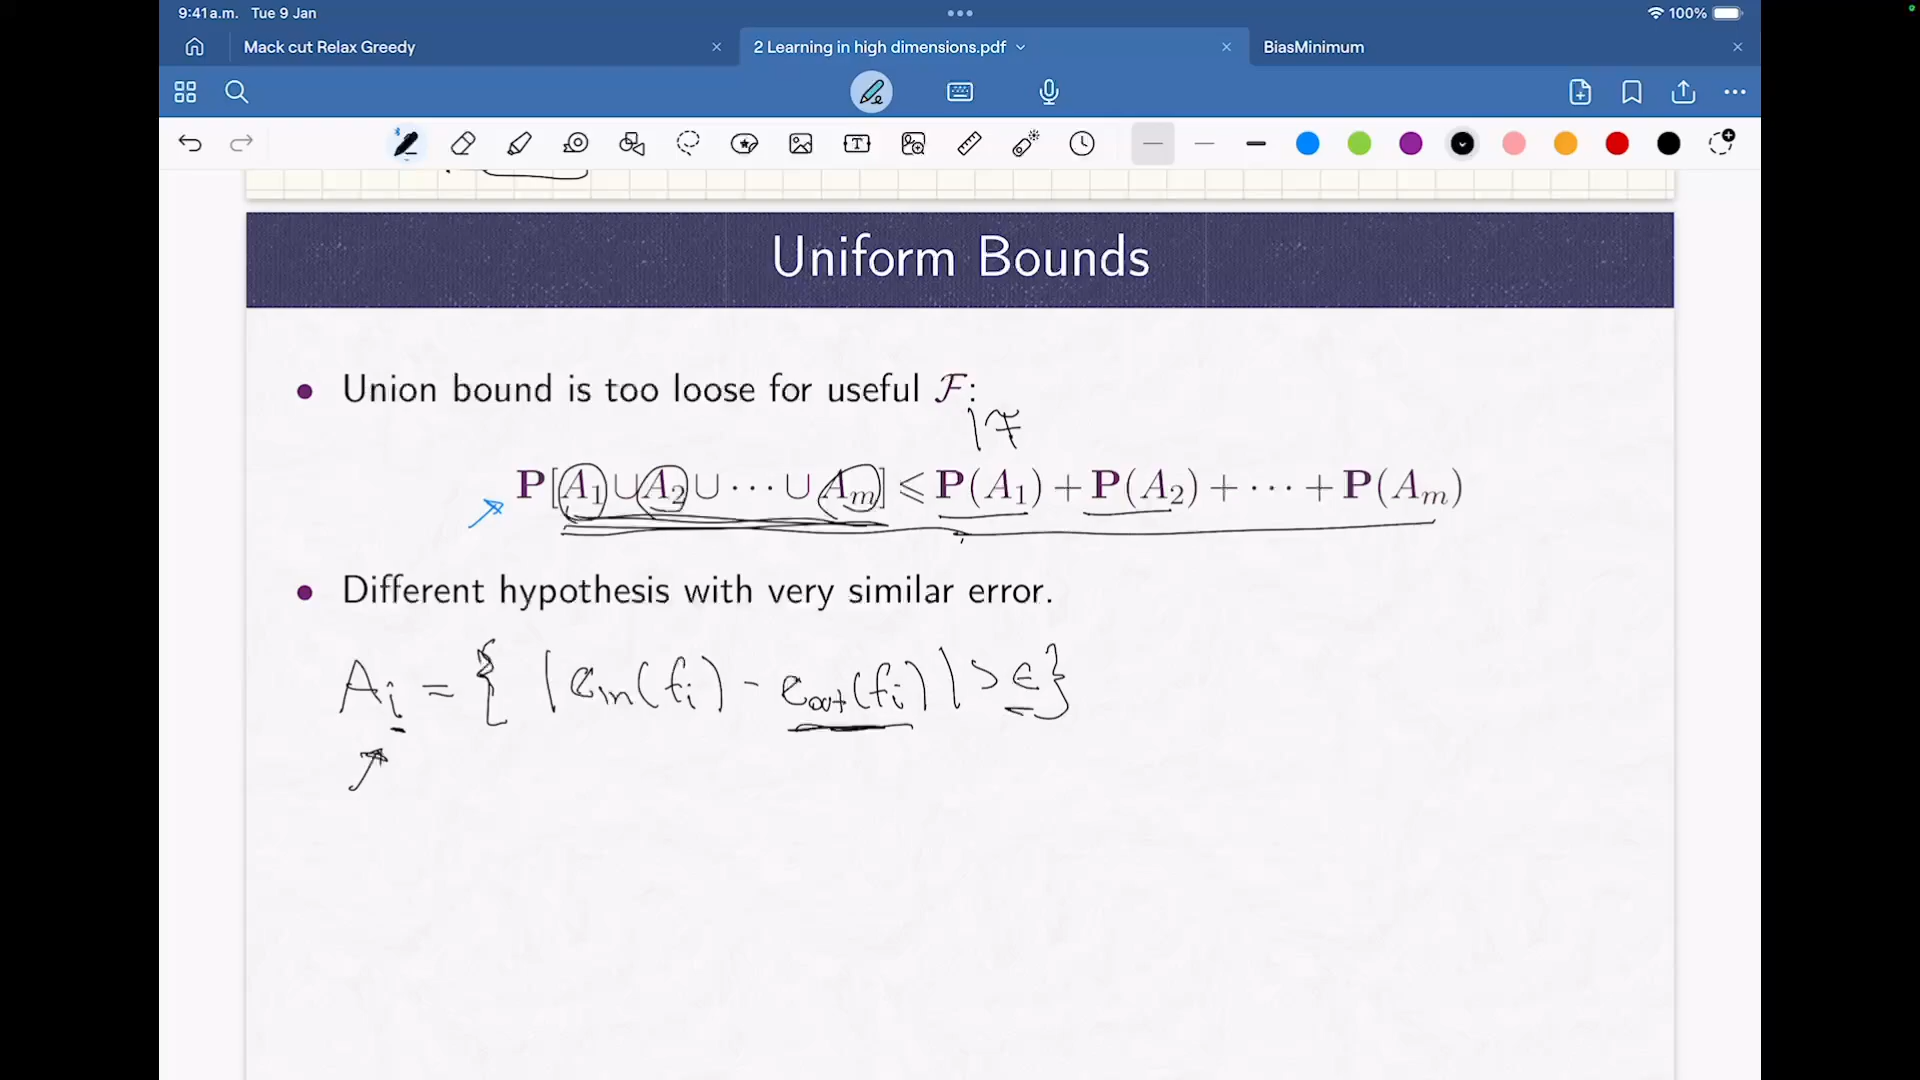 9:41 a.m. Tue 9 Jan
100%
Mack cut Relax Greedy
2 Learning in high dimensions.pdf
BiasMinimum
Uniform Bounds
• Union bound is too loose for useful ℱ:
|ℱ
P[A₁ ∪ A₂ ∪ ⋯ ∪ Aₘ] ⩽ P(A₁) + P(A₂) + ⋯ + P(Aₘ)
• Different hypothesis with very similar error.
Aᵢ = { |eᵢₙ(fᵢ) - eₒᵤₜ(fᵢ)| > ϵ }